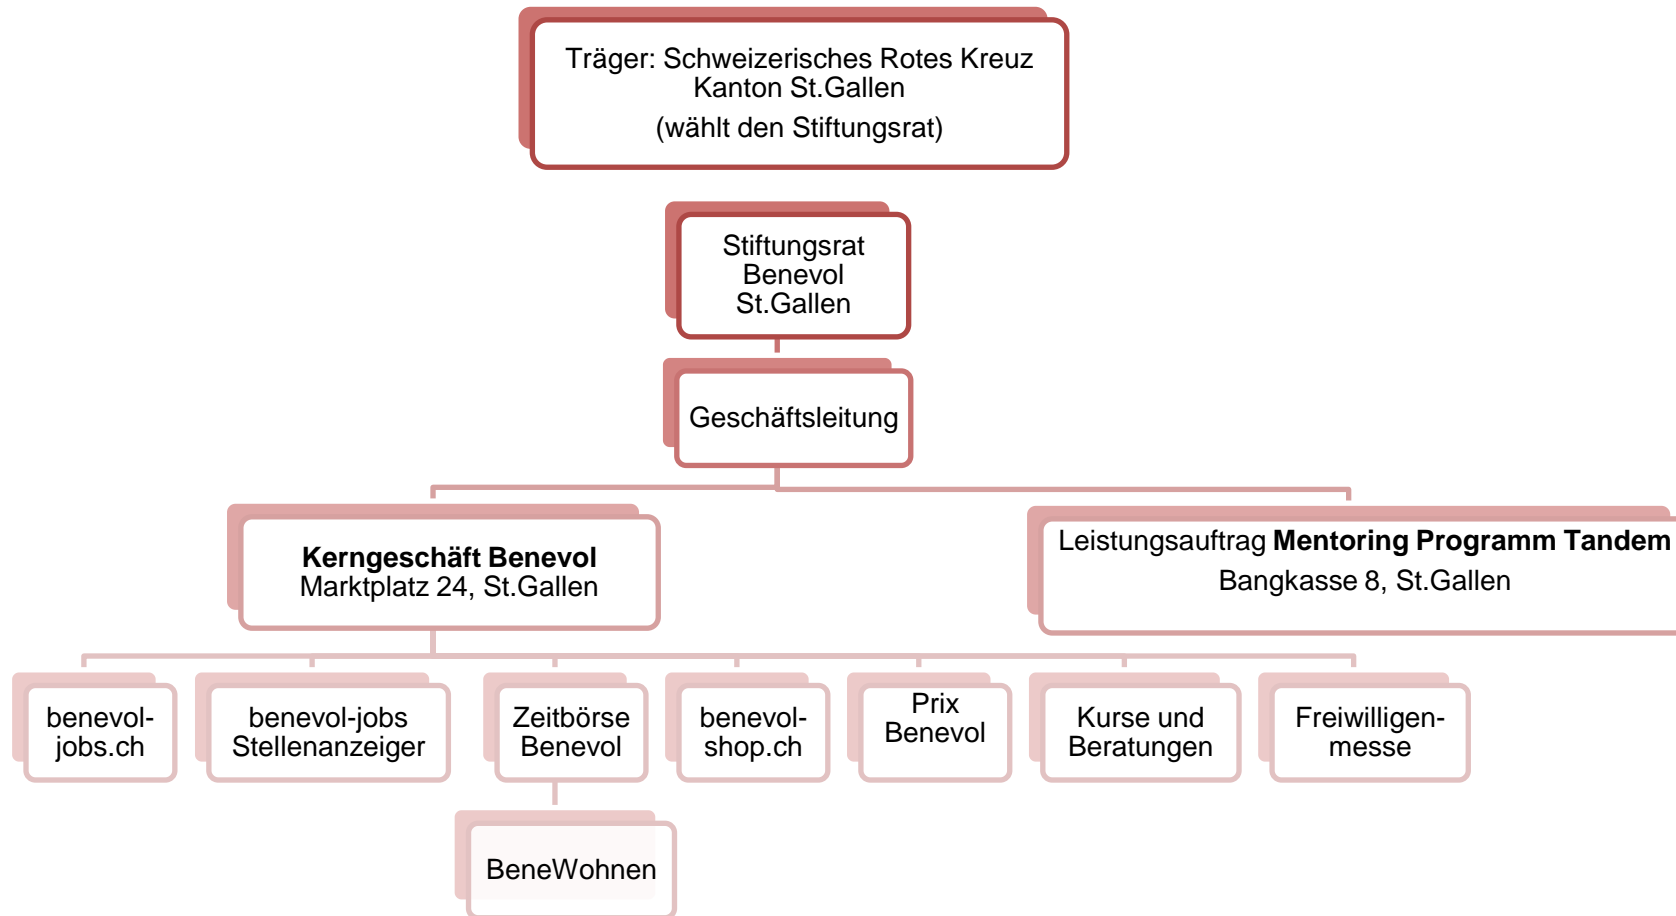 Träger: Schweizerisches Rotes Kreuz
Kanton St.Gallen
(wählt den Stiftungsrat)
Stiftungsrat
Benevol
St.Gallen
Geschäftsleitung
Kerngeschäft Benevol
Marktplatz 24, St.Gallen
Leistungsauftrag Mentoring Programm Tandem
Bangkasse 8, St.Gallen
benevol-
jobs.ch
benevol-jobs
Stellenanzeiger
Zeitbörse
Benevol
benevol-
shop.ch
Prix
Benevol
Kurse und
Beratungen
Freiwilligen-
messe
BeneWohnen